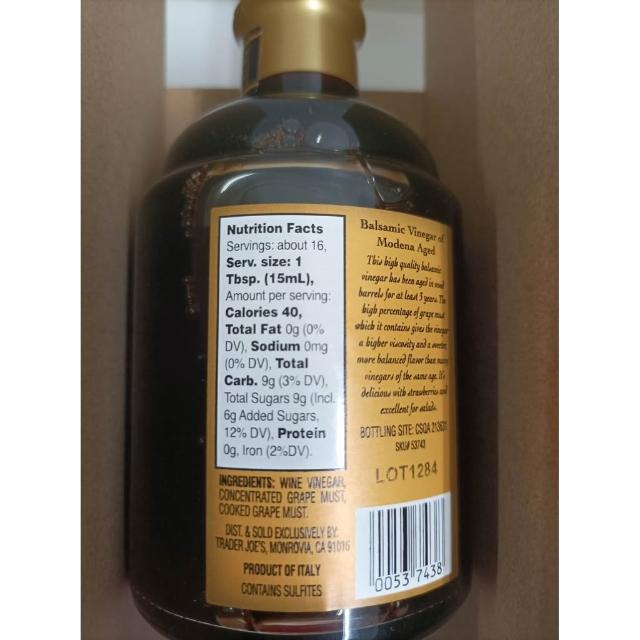 Nutrition Facts
Servings: about 16,
Serv. size: 1
Tbsp. (15mL),
Amount per serving:
Calories 40,
Total Fat 0g (0%
DV), Sodium 0mg
(0% DV), Total
Carb. 9g (3% DV),
Total Sugars 9g (Incl.
6g Added Sugars,
12% DV), Protein
0g, Iron (2%DV).
INGREDIENTS: WINE VINEGAR,
CONCENTRATED GRAPE MUST,
COOKED GRAPE MUST.
DIST. & SOLD EXCLUSIVELY BY:
TRADER JOE'S, MONROVIA, CA 91016
PRODUCT OF ITALY
CONTAINS SULFITES
Balsamic Vinegar of
Modena Aged
This high quality balsamic
vinegar has been aged in wood
barrels for at least 3 years. The
high percentage of grape must
which it contains gives the vinegar
a higher viscosity and a sweeter,
more balanced flavor than many
vinegars of the same age. It's
delicious with strawberries and
excellent for salads.
BOTTLING SITE: CSQA
SKU# 53743
LOT1284
0053 7438